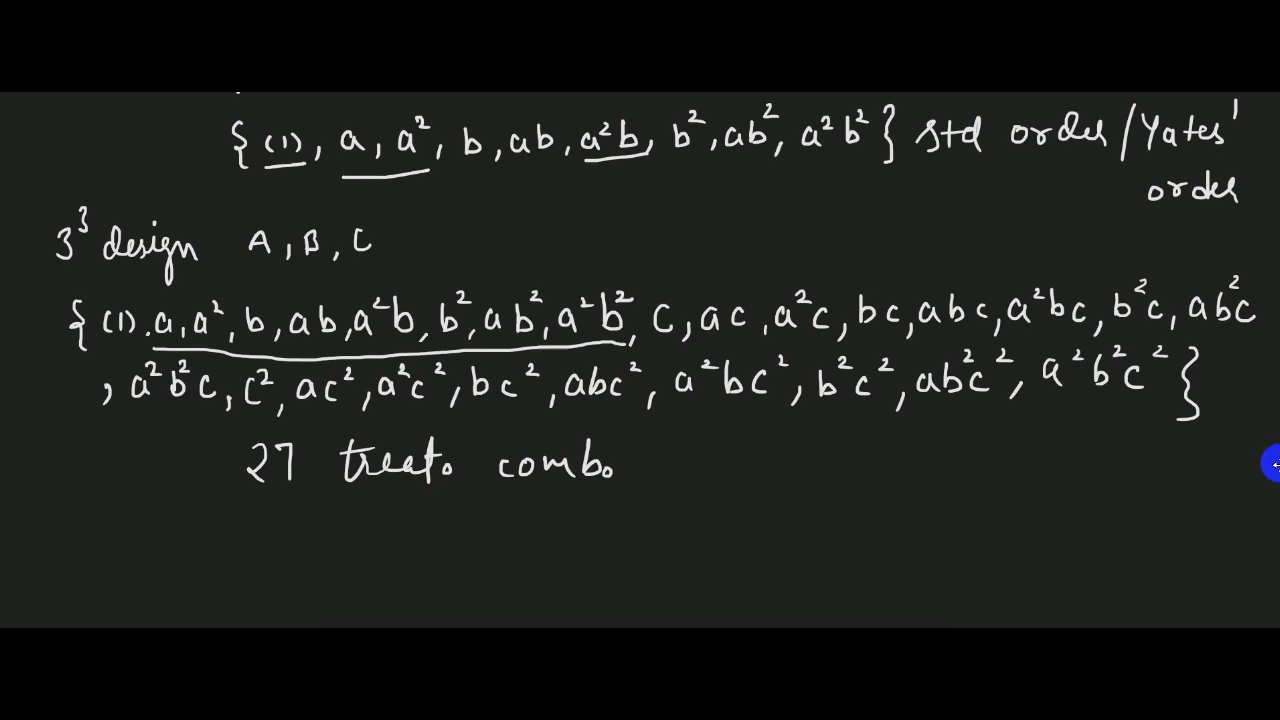 { (1), a, a², b, ab, a²b, b², ab², a²b² } std order / Yates' order
3³ design A, B, C
{ (1). a, a², b, ab, a²b, b², ab², a²b², c, ac, a²c, bc, abc, a²bc, b²c, ab²c
, a²b²c, c², ac², a²c², bc², abc², a²bc², b²c², ab²c², a²b²c² }
27 treat. comb.